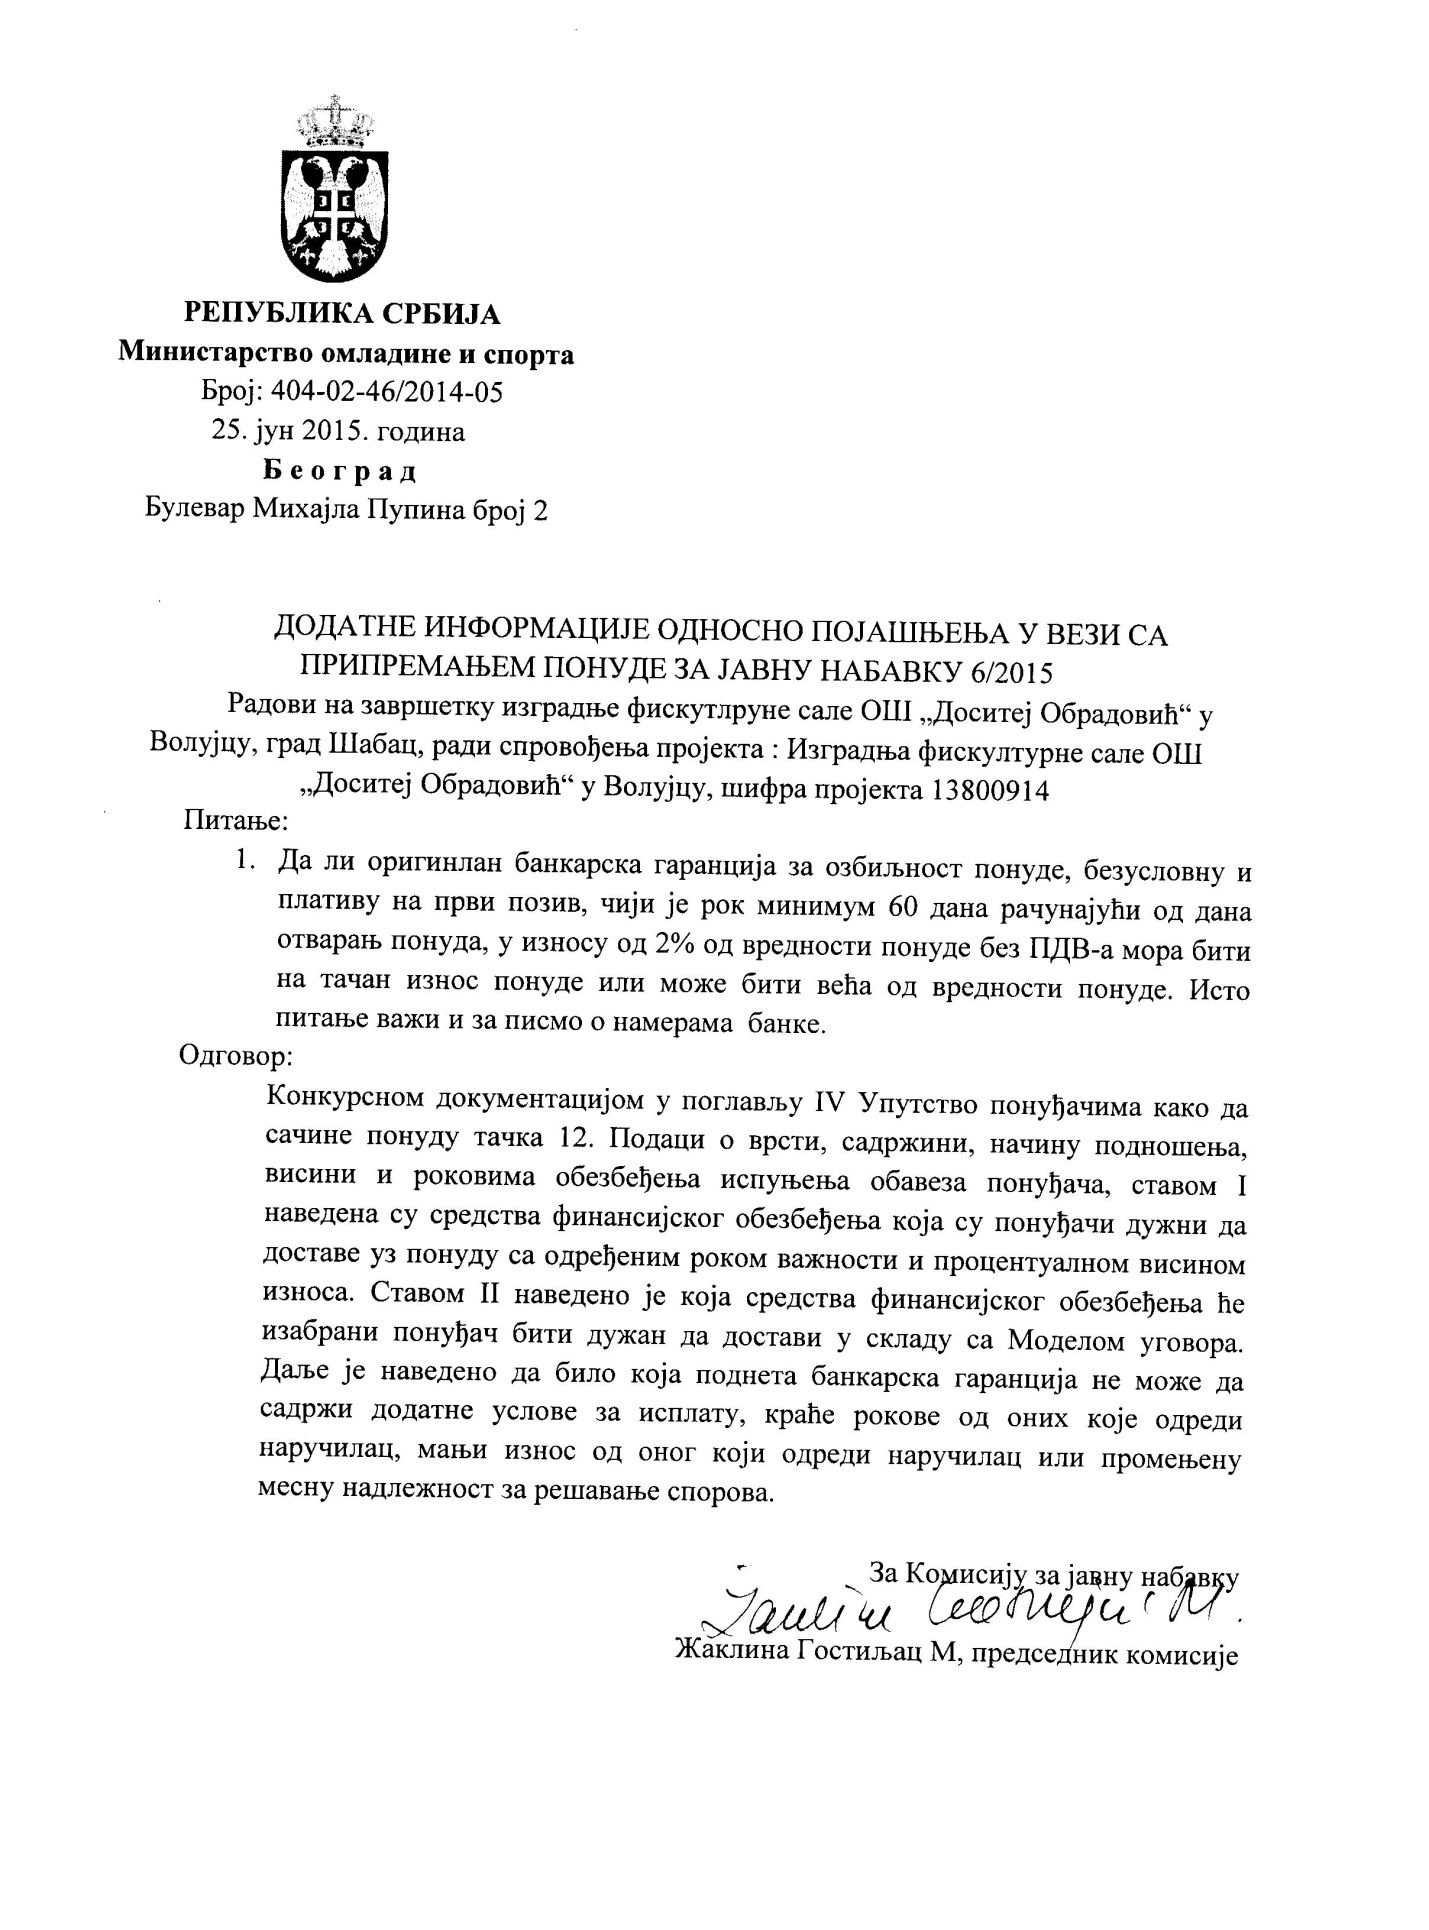 РЕПУБЛИКА СРБИЈА
Министарство омладине и спорта
Број: 404-02-46/2014-05
25. јун 2015. година
Б е о г р а д
Булевар Михајла Пупина број 2
ДОДАТНЕ ИНФОРМАЦИЈЕ ОДНОСНО ПОЈАШЊЕЊА У ВЕЗИ СА
ПРИПРЕМАЊЕМ ПОНУДЕ ЗА ЈАВНУ НАБАВКУ 6/2015
Радови на завршетку изградње фискутлруне сале ОШ „Доситеј Обрадовић“ у
Волујцу, град Шабац, ради спровођења пројекта : Изградња фискултурне сале ОШ
„Доситеј Обрадовић“ у Волујцу, шифра пројекта 13800914
Питање:
1. Да ли оригинлан банкарска гаранција за озбиљност понуде, безусловну и
плативу на први позив, чији је рок минимум 60 дана рачунајући од дана
отварањ понуда, у износу од 2% од вредности понуде без ПДВ-а мора бити
на тачан износ понуде или може бити већа од вредности понуде. Исто
питање важи и за писмо о намерама банке.
Одговор:
Конкурсном документацијом у поглављу IV Упутство понуђачима како да
сачине понуду тачка 12. Подаци о врсти, садржини, начину подношења,
висини и роковима обезбеђења испуњења обавеза понуђача, ставом I
наведена су средства финансијског обезбеђења која су понуђачи дужни да
доставе уз понуду са одређеним роком важности и процентуалном висином
износа. Ставом II наведено је која средства финансијског обезбеђења ће
изабрани понуђач бити дужан да достави у складу са Моделом уговора.
Даље је наведено да било која поднета банкарска гаранција не може да
садржи додатне услове за исплату, краће рокове од оних које одреди
наручилац, мањи износ од оног који одреди наручилац или промењену
месну надлежност за решавање спорова.
За Комисију за јавну набавку
Жаклина Гостиљац М, председник комисије